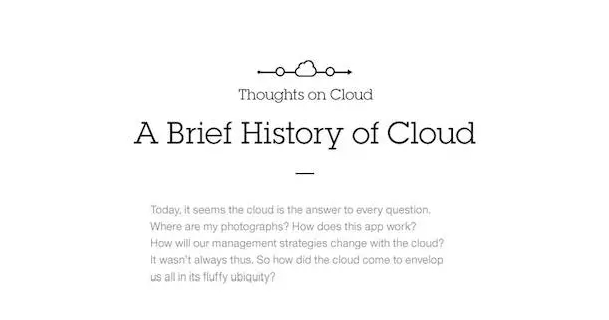 Thoughts on Cloud
A Brief History of Cloud
Today, it seems the cloud is the answer to every question.
Where are my photographs? How does this app work?
How will our management strategies change with the cloud?
It wasn't always thus. So how did the cloud come to envelop
us all in its fluffy ubiquity?